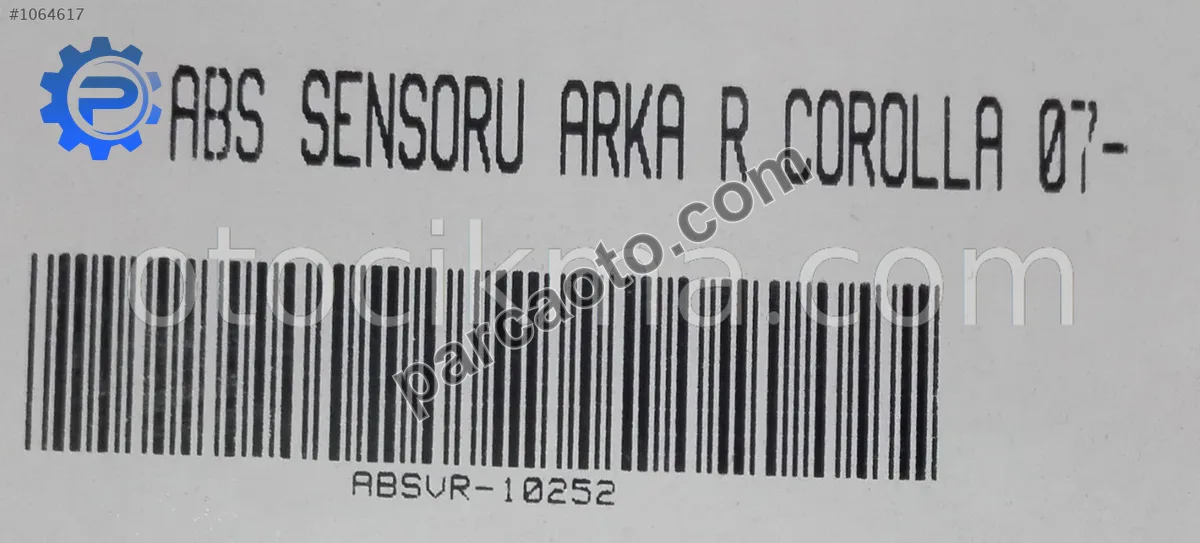 #1064617
ABS SENSORU ARKA R COROLLA 07-
otocikma.com
parcaoto.com
ABSVR-10252